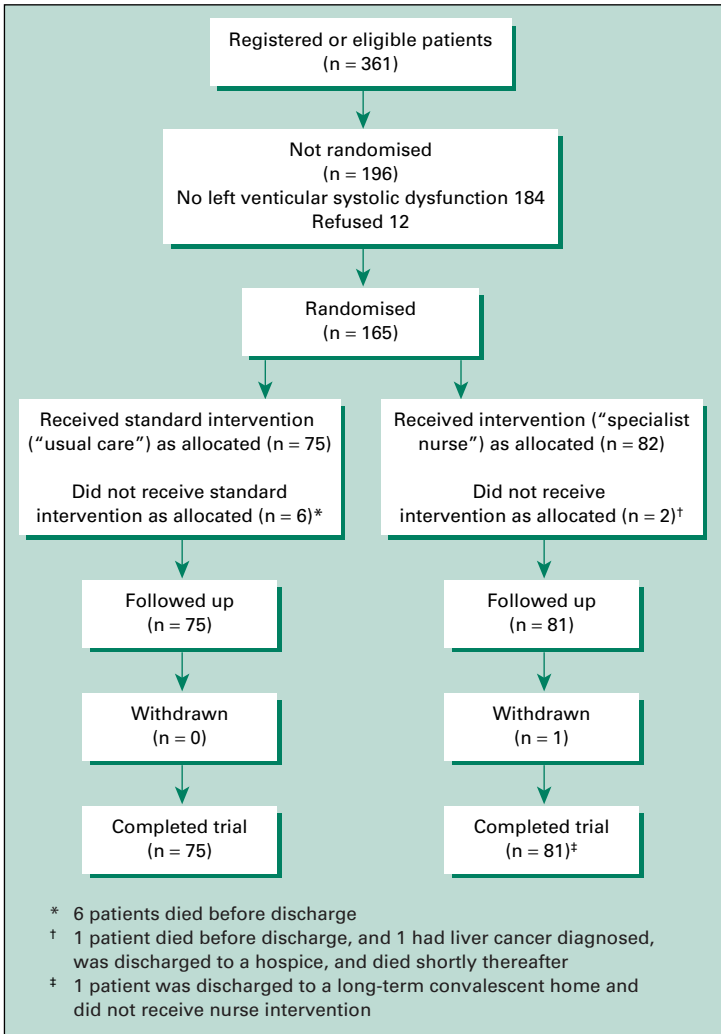 Registered or eligible patients
(n = 361)
Not randomised
(n = 196)
No left venticular systolic dysfunction 184
Refused 12
Randomised
(n = 165)
Received standard intervention
("usual care") as allocated (n = 75)
Did not receive standard
intervention as allocated (n = 6)*
Received intervention ("specialist
nurse") as allocated (n = 82)
Did not receive
intervention as allocated (n = 2)†
Followed up
(n = 75)
Followed up
(n = 81)
Withdrawn
(n = 0)
Withdrawn
(n = 1)
Completed trial
(n = 75)
Completed trial
(n = 81)‡
* 6 patients died before discharge
† 1 patient died before discharge, and 1 had liver cancer diagnosed,
was discharged to a hospice, and died shortly thereafter
‡ 1 patient was discharged to a long-term convalescent home and
did not receive nurse intervention